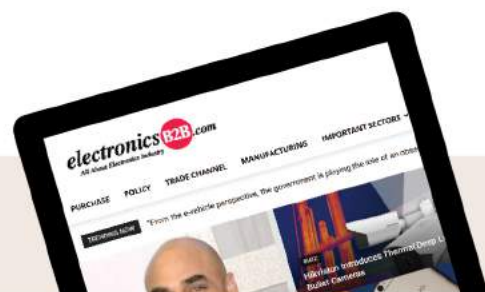 electronicsB2B.com
All About Electronics Industry
PURCHASE POLICY TRADE CHANNEL MANUFACTURING IMPORTANT SECTORS
TRENDING NOW "From the e-vehicle perspective, the government is playing the role of an obse
BUZZ
Hikvision Introduces Thermal Deep L
Bullet Cameras